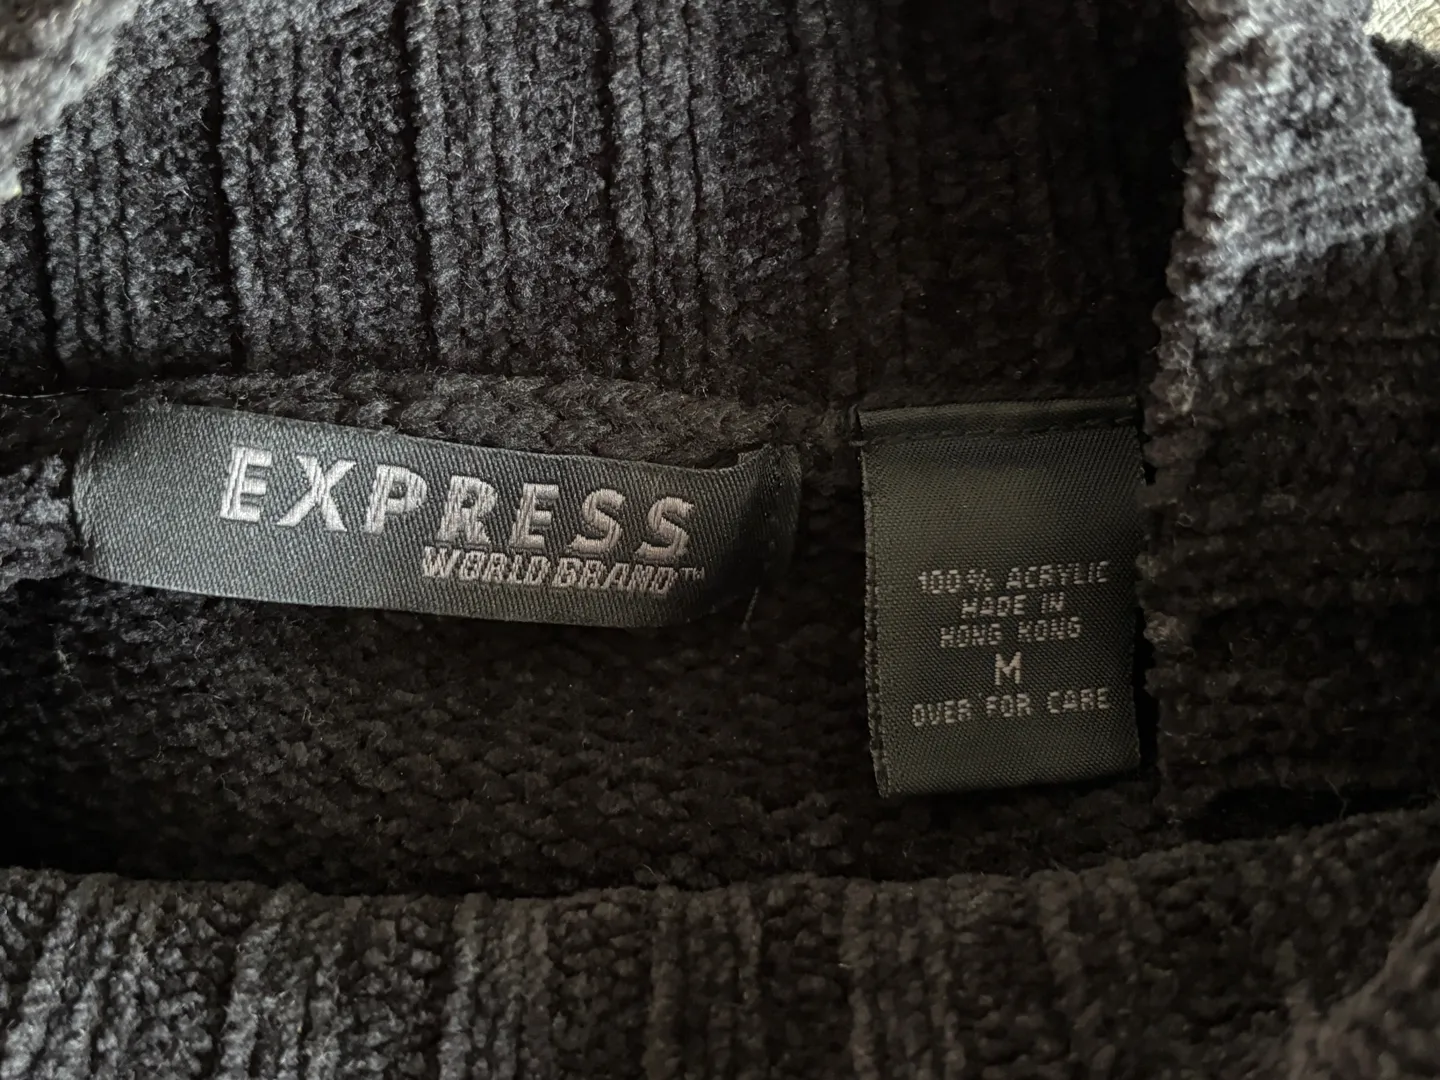 EXPRESS
WORLD BRAND™
100% ACRYLIC
MADE IN
HONG KONG
M
OVER FOR CARE